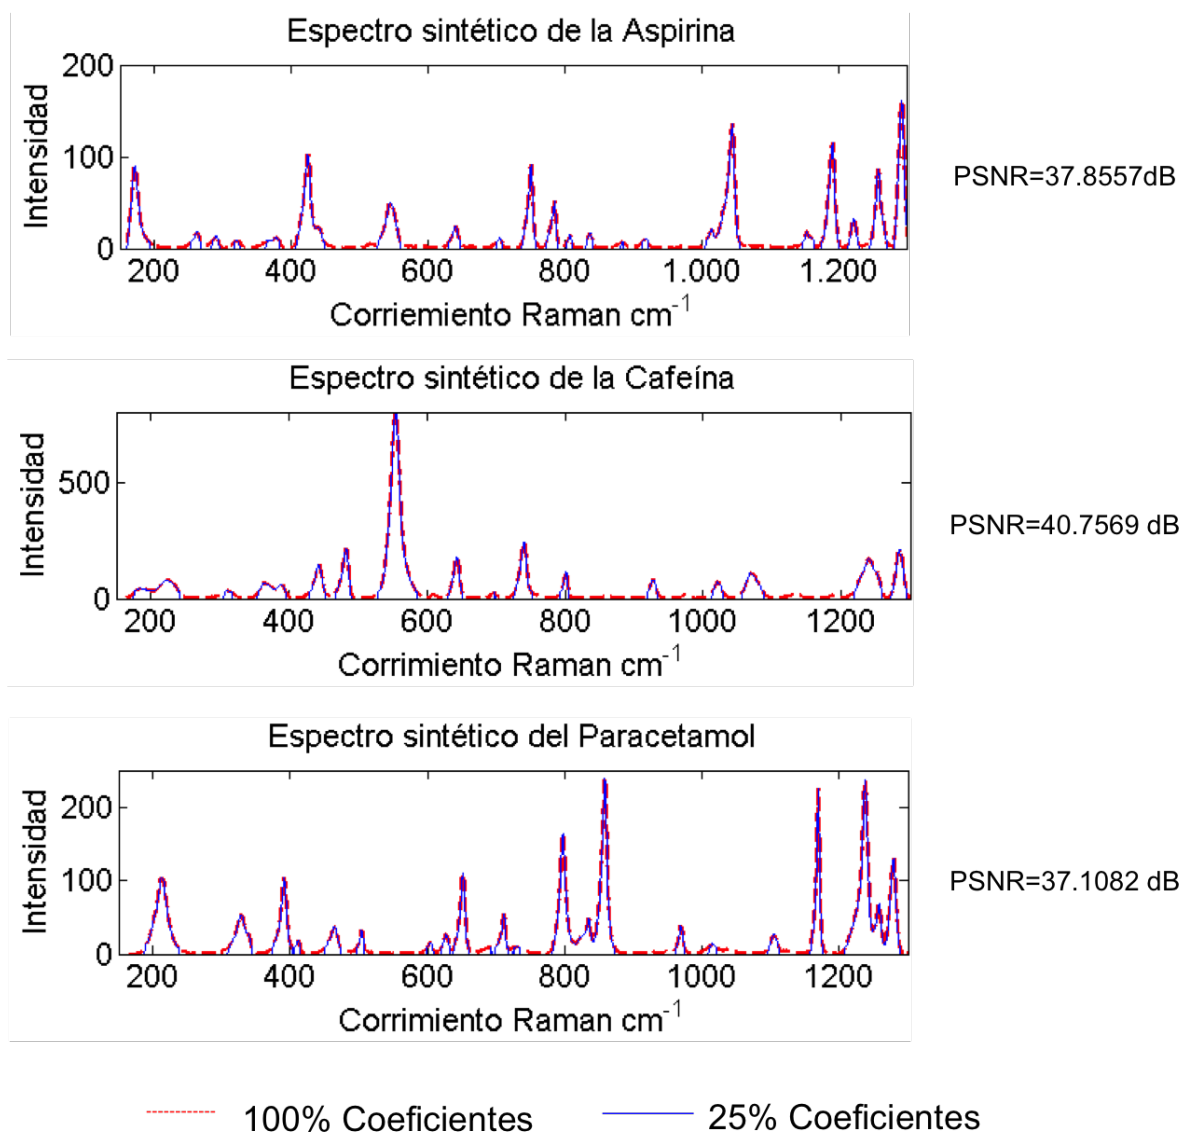 Espectro sintético de la Aspirina
Intensidad
200
100
0
200 400 600 800 1.000 1.200
Corriemiento Raman cm-1
PSNR=37.8557dB
Espectro sintético de la Cafeína
Intensidad
500
0
200 400 600 800 1000 1200
Corrimiento Raman cm-1
PSNR=40.7569 dB
Espectro sintético del Paracetamol
Intensidad
200
100
0
200 400 600 800 1000 1200
Corrimiento Raman cm-1
PSNR=37.1082 dB
100% Coeficientes 25% Coeficientes